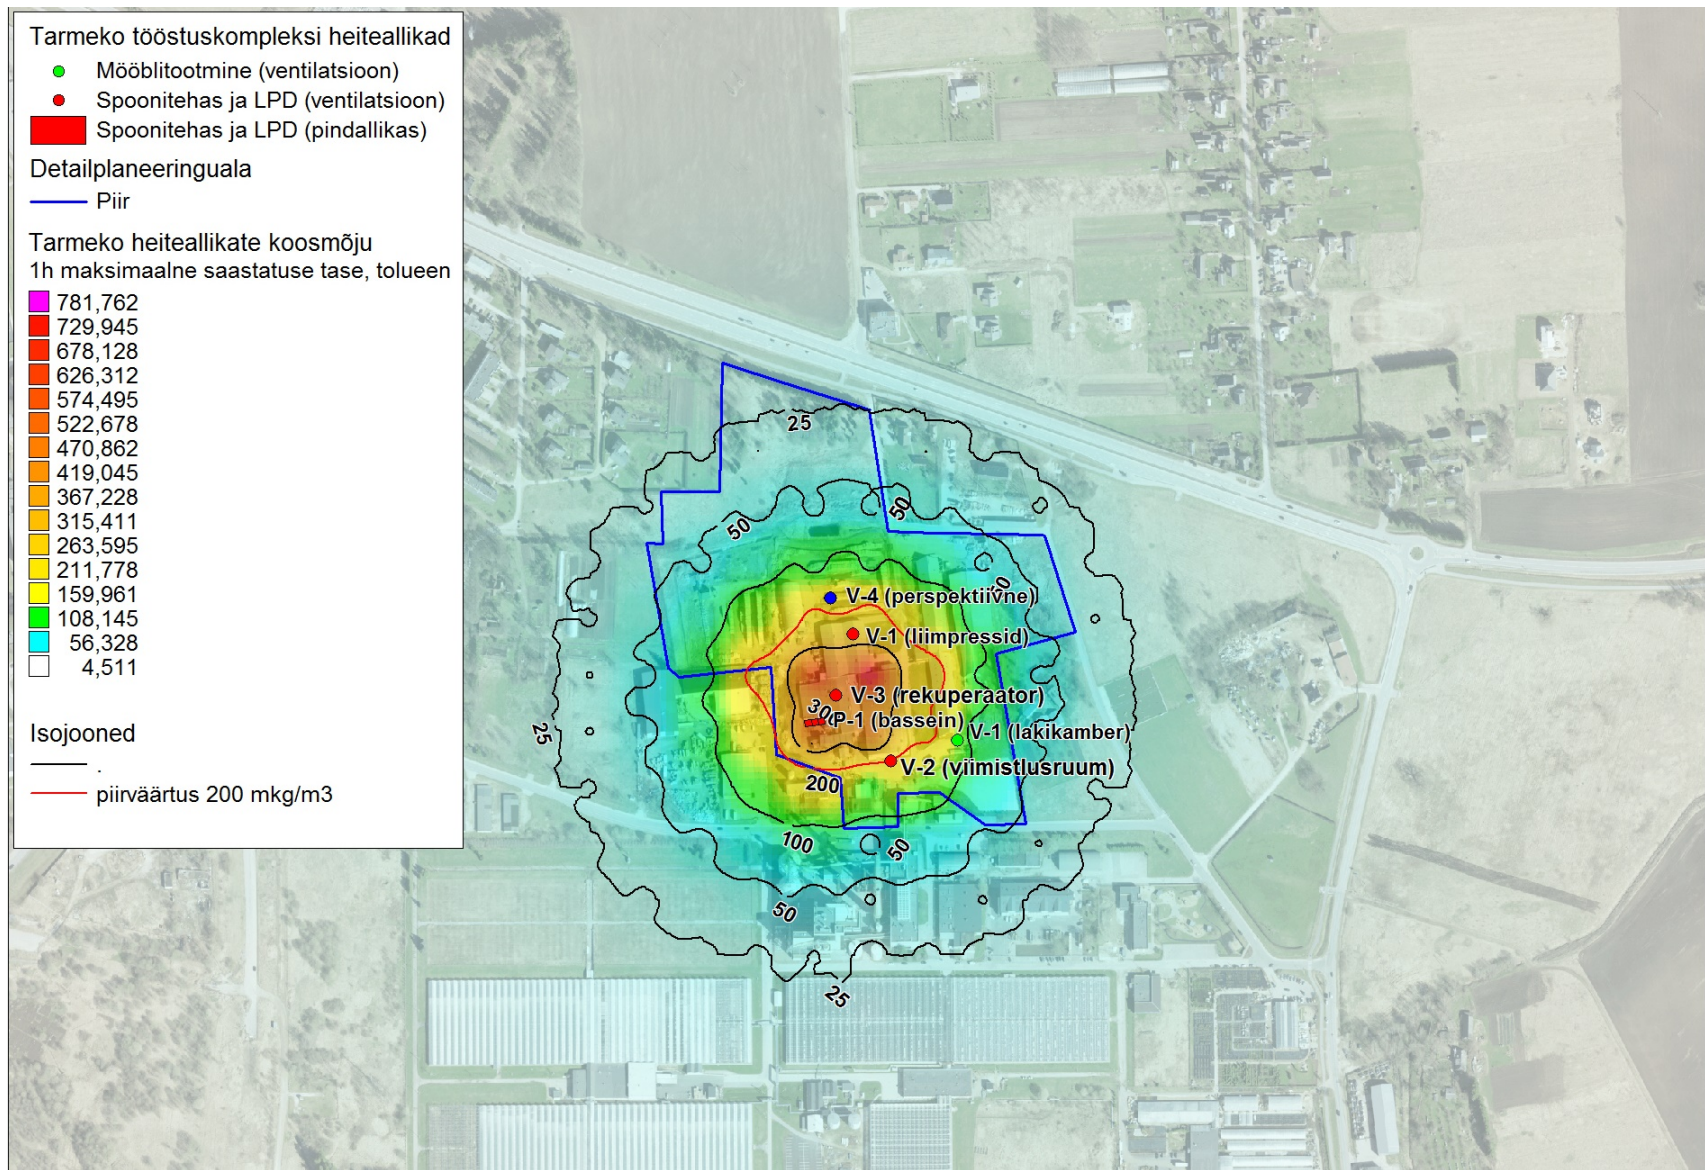 Tarmeko tööstuskompleksi heiteallikad
Mööblitootmine (ventilatsioon)
Spoonitehas ja LPD (ventilatsioon)
Spoonitehas ja LPD (pindallikas)
Detailplaneeringuala
Piir
Tarmeko heiteallikate koosmõju
1h maksimaalne saastatuse tase, tolueen
781,762
729,945
678,128
626,312
574,495
522,678
470,862
419,045
367,228
315,411
263,595
211,778
159,961
108,145
56,328
4,511
Isojooned
.
piirväärtus 200 mkg/m3
25
50
50
50
V-4 (perspektiivne)
V-1 (liimpressid)
V-3 (rekuperaator)
300
P-1 (bassein)
25
V-1 (lakikamber)
V-2 (viimistlusruum)
200
100
50
50
25